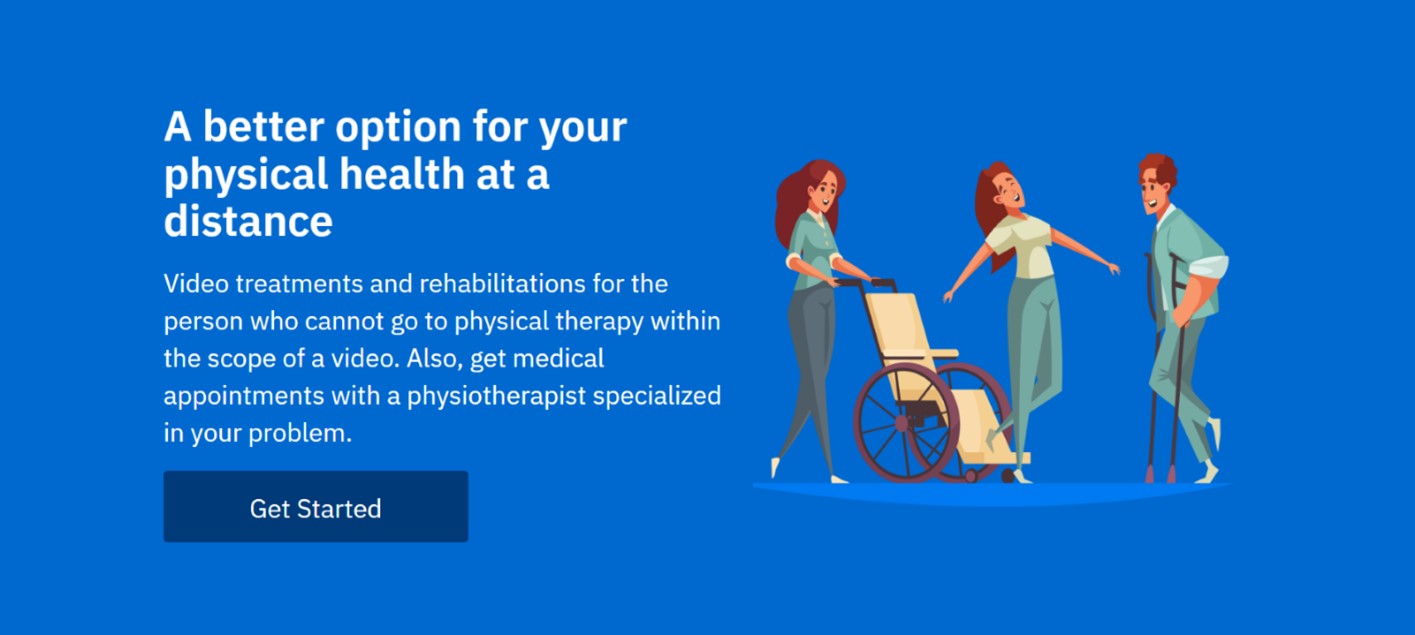 A better option for your
physical health at a
distance
Video treatments and rehabilitations for the
person who cannot go to physical therapy within
the scope of a video. Also, get medical
appointments with a physiotherapist specialized
in your problem.
Get Started